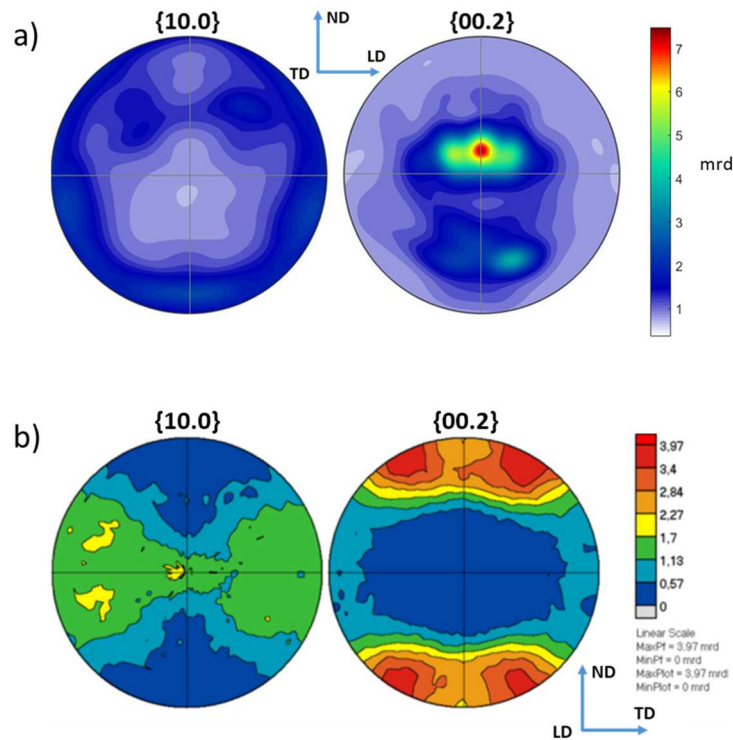 a)
{10.0}
{00.2}
ND
TD
LD
7
6
5
4
3
2
1
mrd
b)
{10.0}
{00.2}
3,97
3,4
2,84
2,27
1,7
1,13
0,57
0
Linear Scale
MaxPf = 3.97 mrd
MinPf = 0 mrd
MaxPlot = 3,97 mrdl
MinPlot = 0 mrd
ND
TD
LD